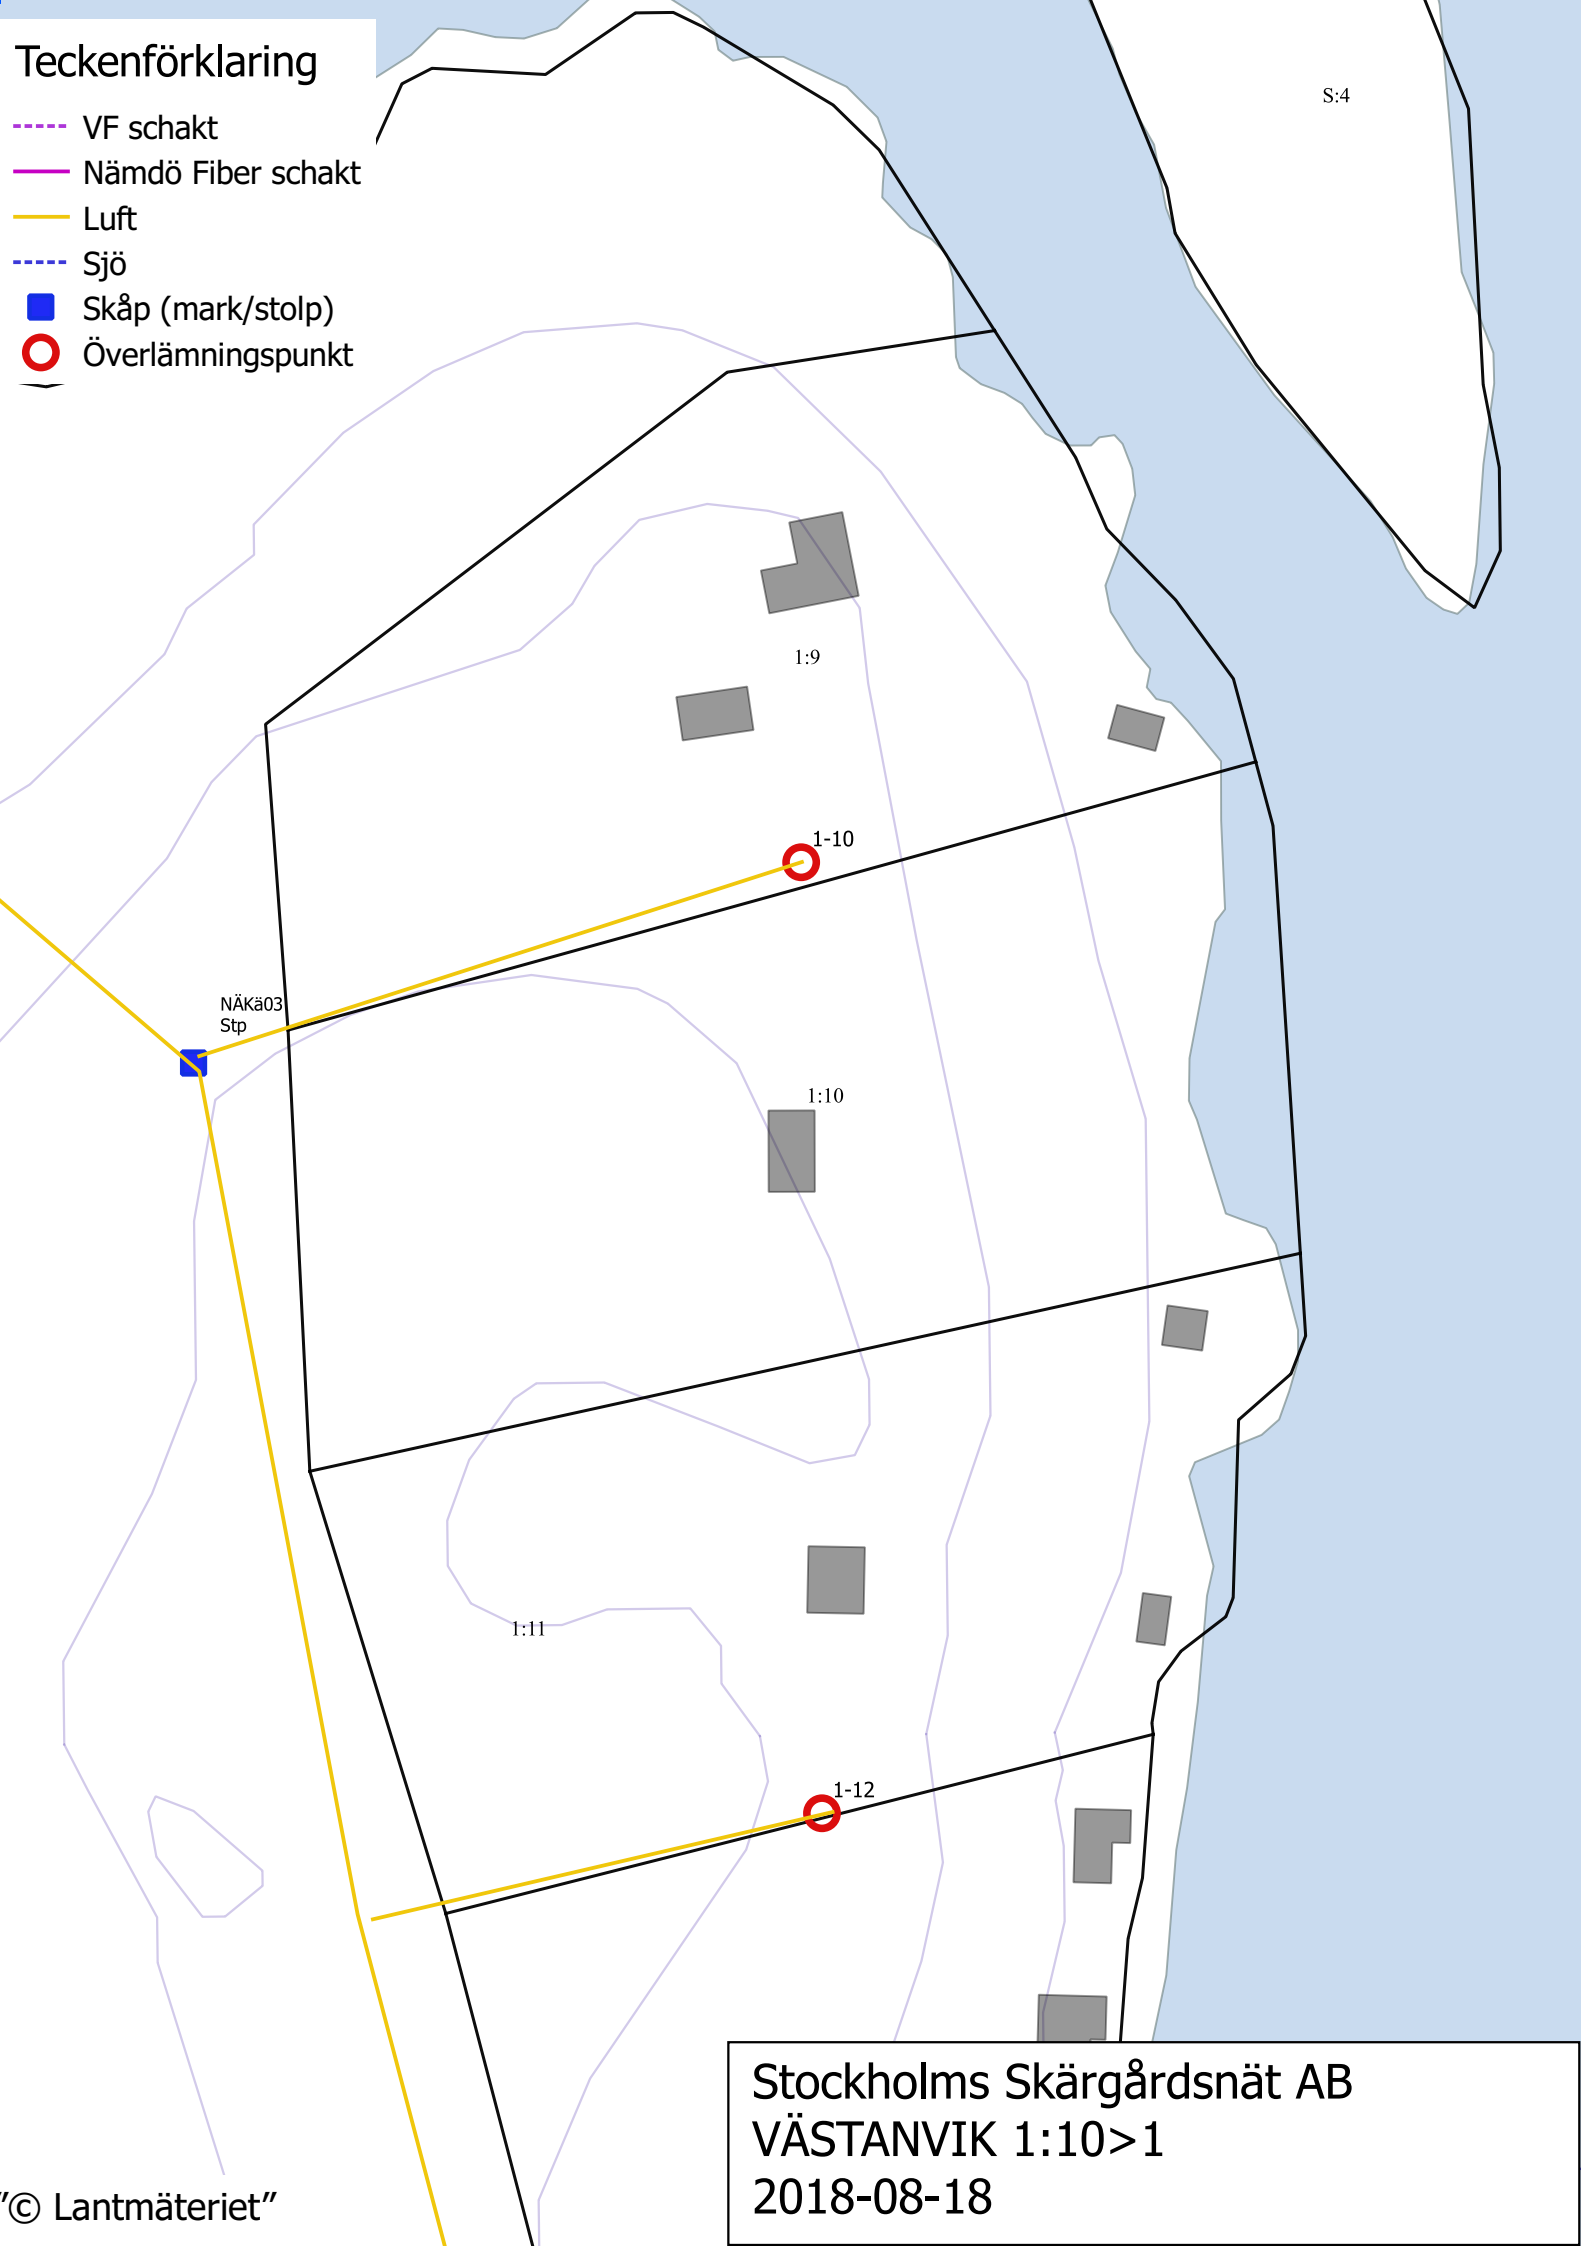 Teckenförklaring
VF schakt
Nämdö Fiber schakt
Luft
Sjö
Skåp (mark/stolp)
Överlämningspunkt
S:4
1:9
1-10
NÄKä03
Stp
1:10
1:11
1-12
Stockholms Skärgårdsnät AB
VÄSTANVIK 1:10>1
2018-08-18
"© Lantmäteriet"